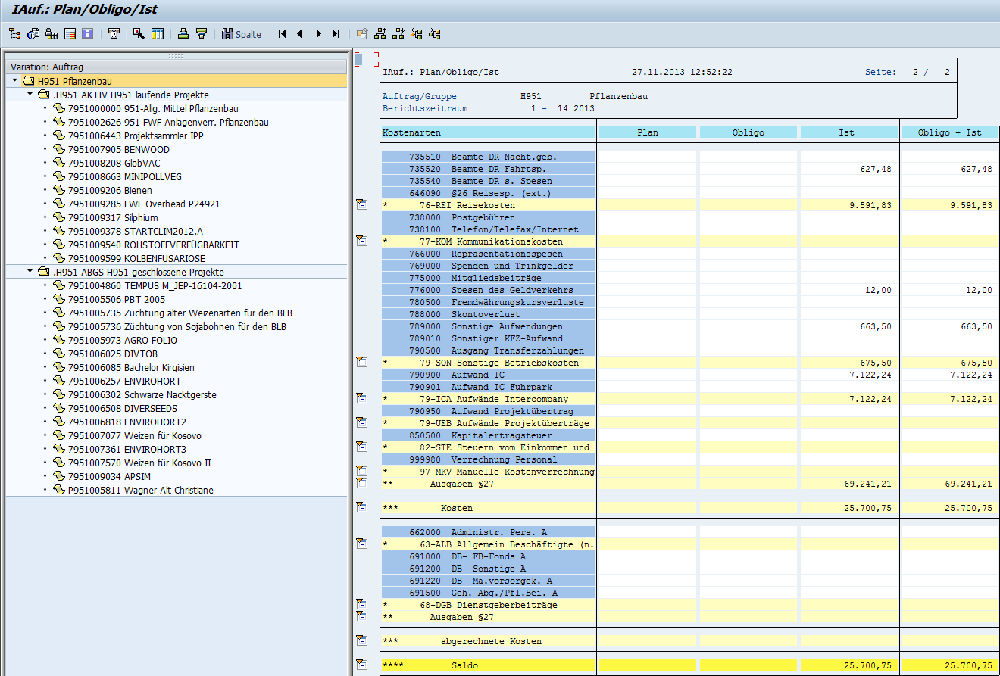 IAuf.: Plan/Obligo/Ist
Spalte
Variation: Auftrag
H951 Pflanzenbau
.H951 AKTIV H951 laufende Projekte
7951000000 951-Allg. Mittel Pflanzenbau
7951002626 951-FWF-Anlagenverr. Pflanzenbau
7951006443 Projektsammler IPP
7951007905 BENWOOD
7951008208 GlobVAC
7951008663 MINIPOLLVEG
7951009206 Bienen
7951009285 FWF Overhead P24921
7951009317 Silphium
7951009378 STARTCLIM2012.A
7951009540 ROHSTOFFVERFÜGBARKEIT
7951009599 KOLBENFUSARIOSE
.H951 ABGS H951 geschlossene Projekte
7951004860 TEMPUS M_JEP-16104-2001
7951005506 PBT 2005
7951005735 Züchtung alter Weizenarten für den BLB
7951005736 Züchtung von Sojabohnen für den BLB
7951005973 AGRO-FOLIO
7951006025 DIVTOB
7951006085 Bachelor Kirgisien
7951006257 ENVIROHORT
7951006302 Schwarze Nacktgerste
7951006508 DIVERSEEDS
7951006818 ENVIROHORT2
7951007077 Weizen für Kosovo
7951007361 ENVIROHORT3
7951007570 Weizen für Kosovo II
7951009034 APSIM
P951005811 Wagner-Alt Christiane
IAuf.: Plan/Obligo/Ist 27.11.2013 12:52:22 Seite: 2 / 2
Auftrag/Gruppe H951 Pflanzenbau
Berichtszeitraum 1 - 14 2013
Kostenarten Plan Obligo Ist Obligo + Ist
735510 Beamte DR Nächt.geb.
735520 Beamte DR Fahrtsp. 627,48 627,48
735540 Beamte DR s. Spesen
646090 §26 Reisesp. (ext.)
* 76-REI Reisekosten 9.591,83 9.591,83
738000 Postgebühren
738100 Telefon/Telefax/Internet
* 77-KOM Kommunikationskosten
766000 Repräsentationsspesen
769000 Spenden und Trinkgelder
775000 Mitgliedsbeiträge
776000 Spesen des Geldverkehrs 12,00 12,00
780500 Fremdwährungskursverluste
788000 Skontoverlust
789000 Sonstige Aufwendungen 663,50 663,50
789010 Sonstiger KFZ-Aufwand
790500 Ausgang Transferzahlungen
* 79-SON Sonstige Betriebskosten 675,50 675,50
790900 Aufwand IC 7.122,24 7.122,24
790901 Aufwand IC Fuhrpark
* 79-ICA Aufwände Intercompany 7.122,24 7.122,24
790950 Aufwand Projektübertrag
* 79-UEB Aufwände Projektüberträge
850500 Kapitalertragsteuer
* 82-STE Steuern vom Einkommen und
999980 Verrechnung Personal
* 97-MKV Manuelle Kostenverrechnung
** Ausgaben §27 69.241,21 69.241,21
*** Kosten 25.700,75 25.700,75
662000 Administr. Pers. A
* 63-ALB Allgemein Beschäftigte (n.
691000 DB- FB-Fonds A
691200 DB- Sonstige A
691220 DB- Ma.vorsorgek. A
691500 Geh. Abg./Pfl.Bei. A
* 68-DGB Dienstgeberbeiträge
** Ausgaben §27
*** abgerechnete Kosten
**** Saldo 25.700,75 25.700,75